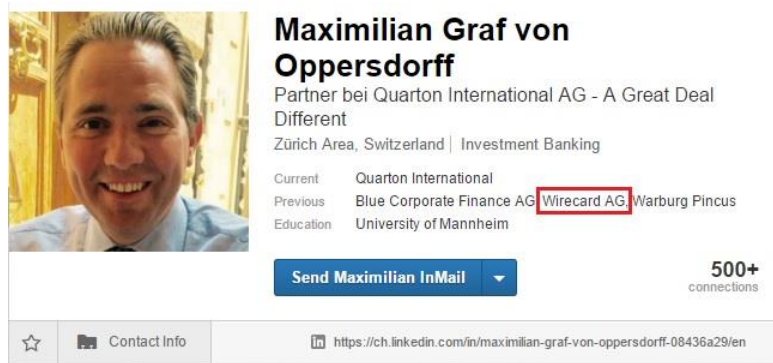 Maximilian Graf von
Oppersdorff
Partner bei Quarton International AG - A Great Deal
Different
Zürich Area, Switzerland | Investment Banking
Current Quarton International
Previous Blue Corporate Finance AG, Wirecard AG, Warburg Pincus
Education University of Mannheim
Send Maximilian InMail
500+
connections
Contact Info
https://ch.linkedin.com/in/maximilian-graf-von-oppersdorff-08436a29/en